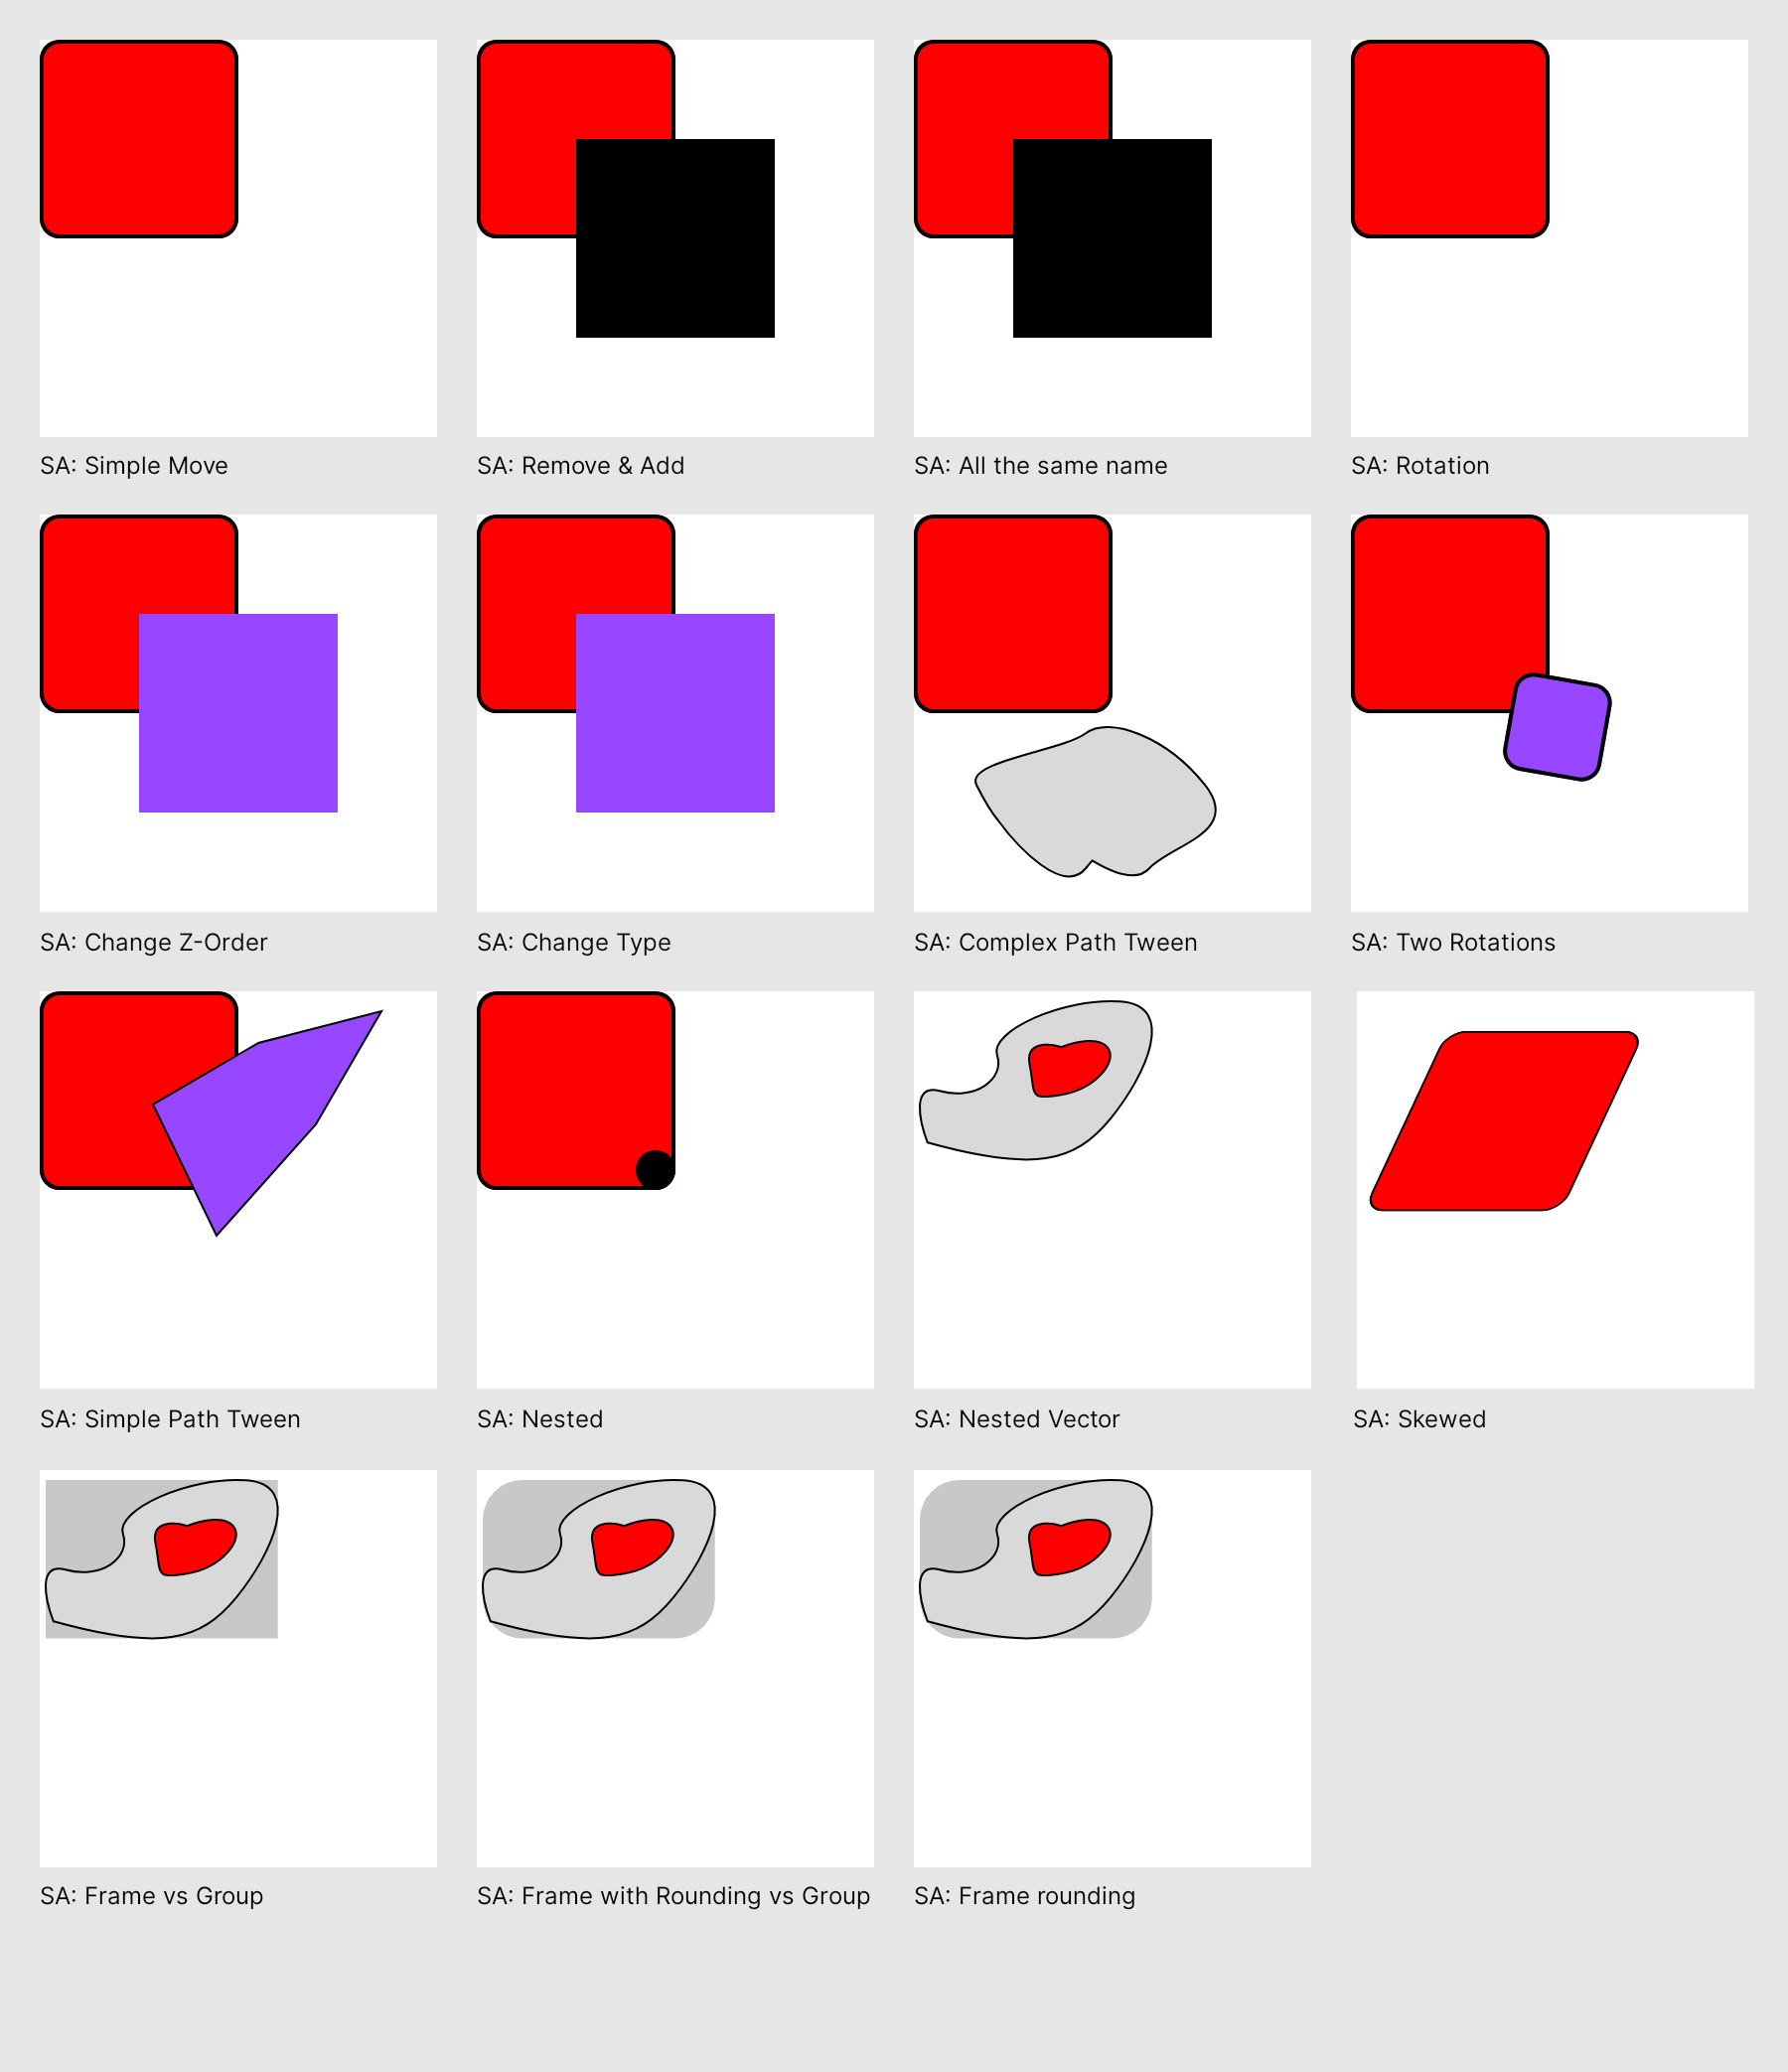 SA: Simple Move
SA: Remove & Add
SA: All the same name
SA: Rotation
SA: Change Z-Order
SA: Change Type
SA: Complex Path Tween
SA: Two Rotations
SA: Simple Path Tween
SA: Nested
SA: Nested Vector
SA: Skewed
SA: Frame vs Group
SA: Frame with Rounding vs Group
SA: Frame rounding